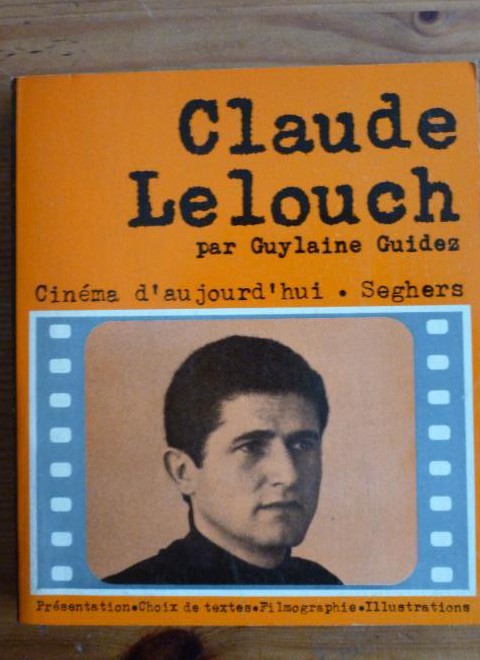 Claude
Lelouch
par Guylaine Guidez
Cinéma d'aujourd'hui • Seghers
Présentation•Choix de textes•Filmographie•Illustrations